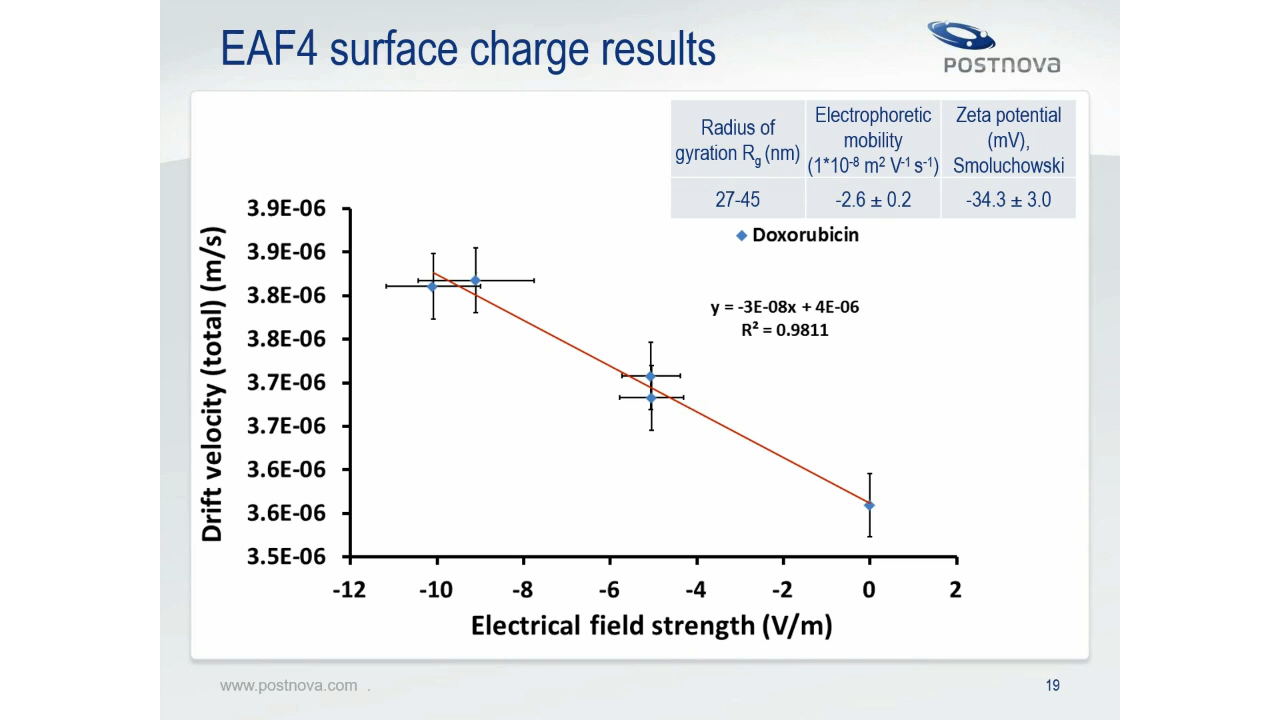 EAF4 surface charge results
POSTNOVA
Radius of gyration Rg (nm)
Electrophoretic mobility (1*10⁻⁸ m² V⁻¹ s⁻¹)
Zeta potential (mV), Smoluchowski
27-45
-2.6 ± 0.2
-34.3 ± 3.0
Doxorubicin
y = -3E-08x + 4E-06
R² = 0.9811
Drift velocity (total) (m/s)
3.9E-06
3.9E-06
3.8E-06
3.8E-06
3.7E-06
3.7E-06
3.6E-06
3.6E-06
3.5E-06
-12
-10
-8
-6
-4
-2
0
2
Electrical field strength (V/m)
www.postnova.com .
19